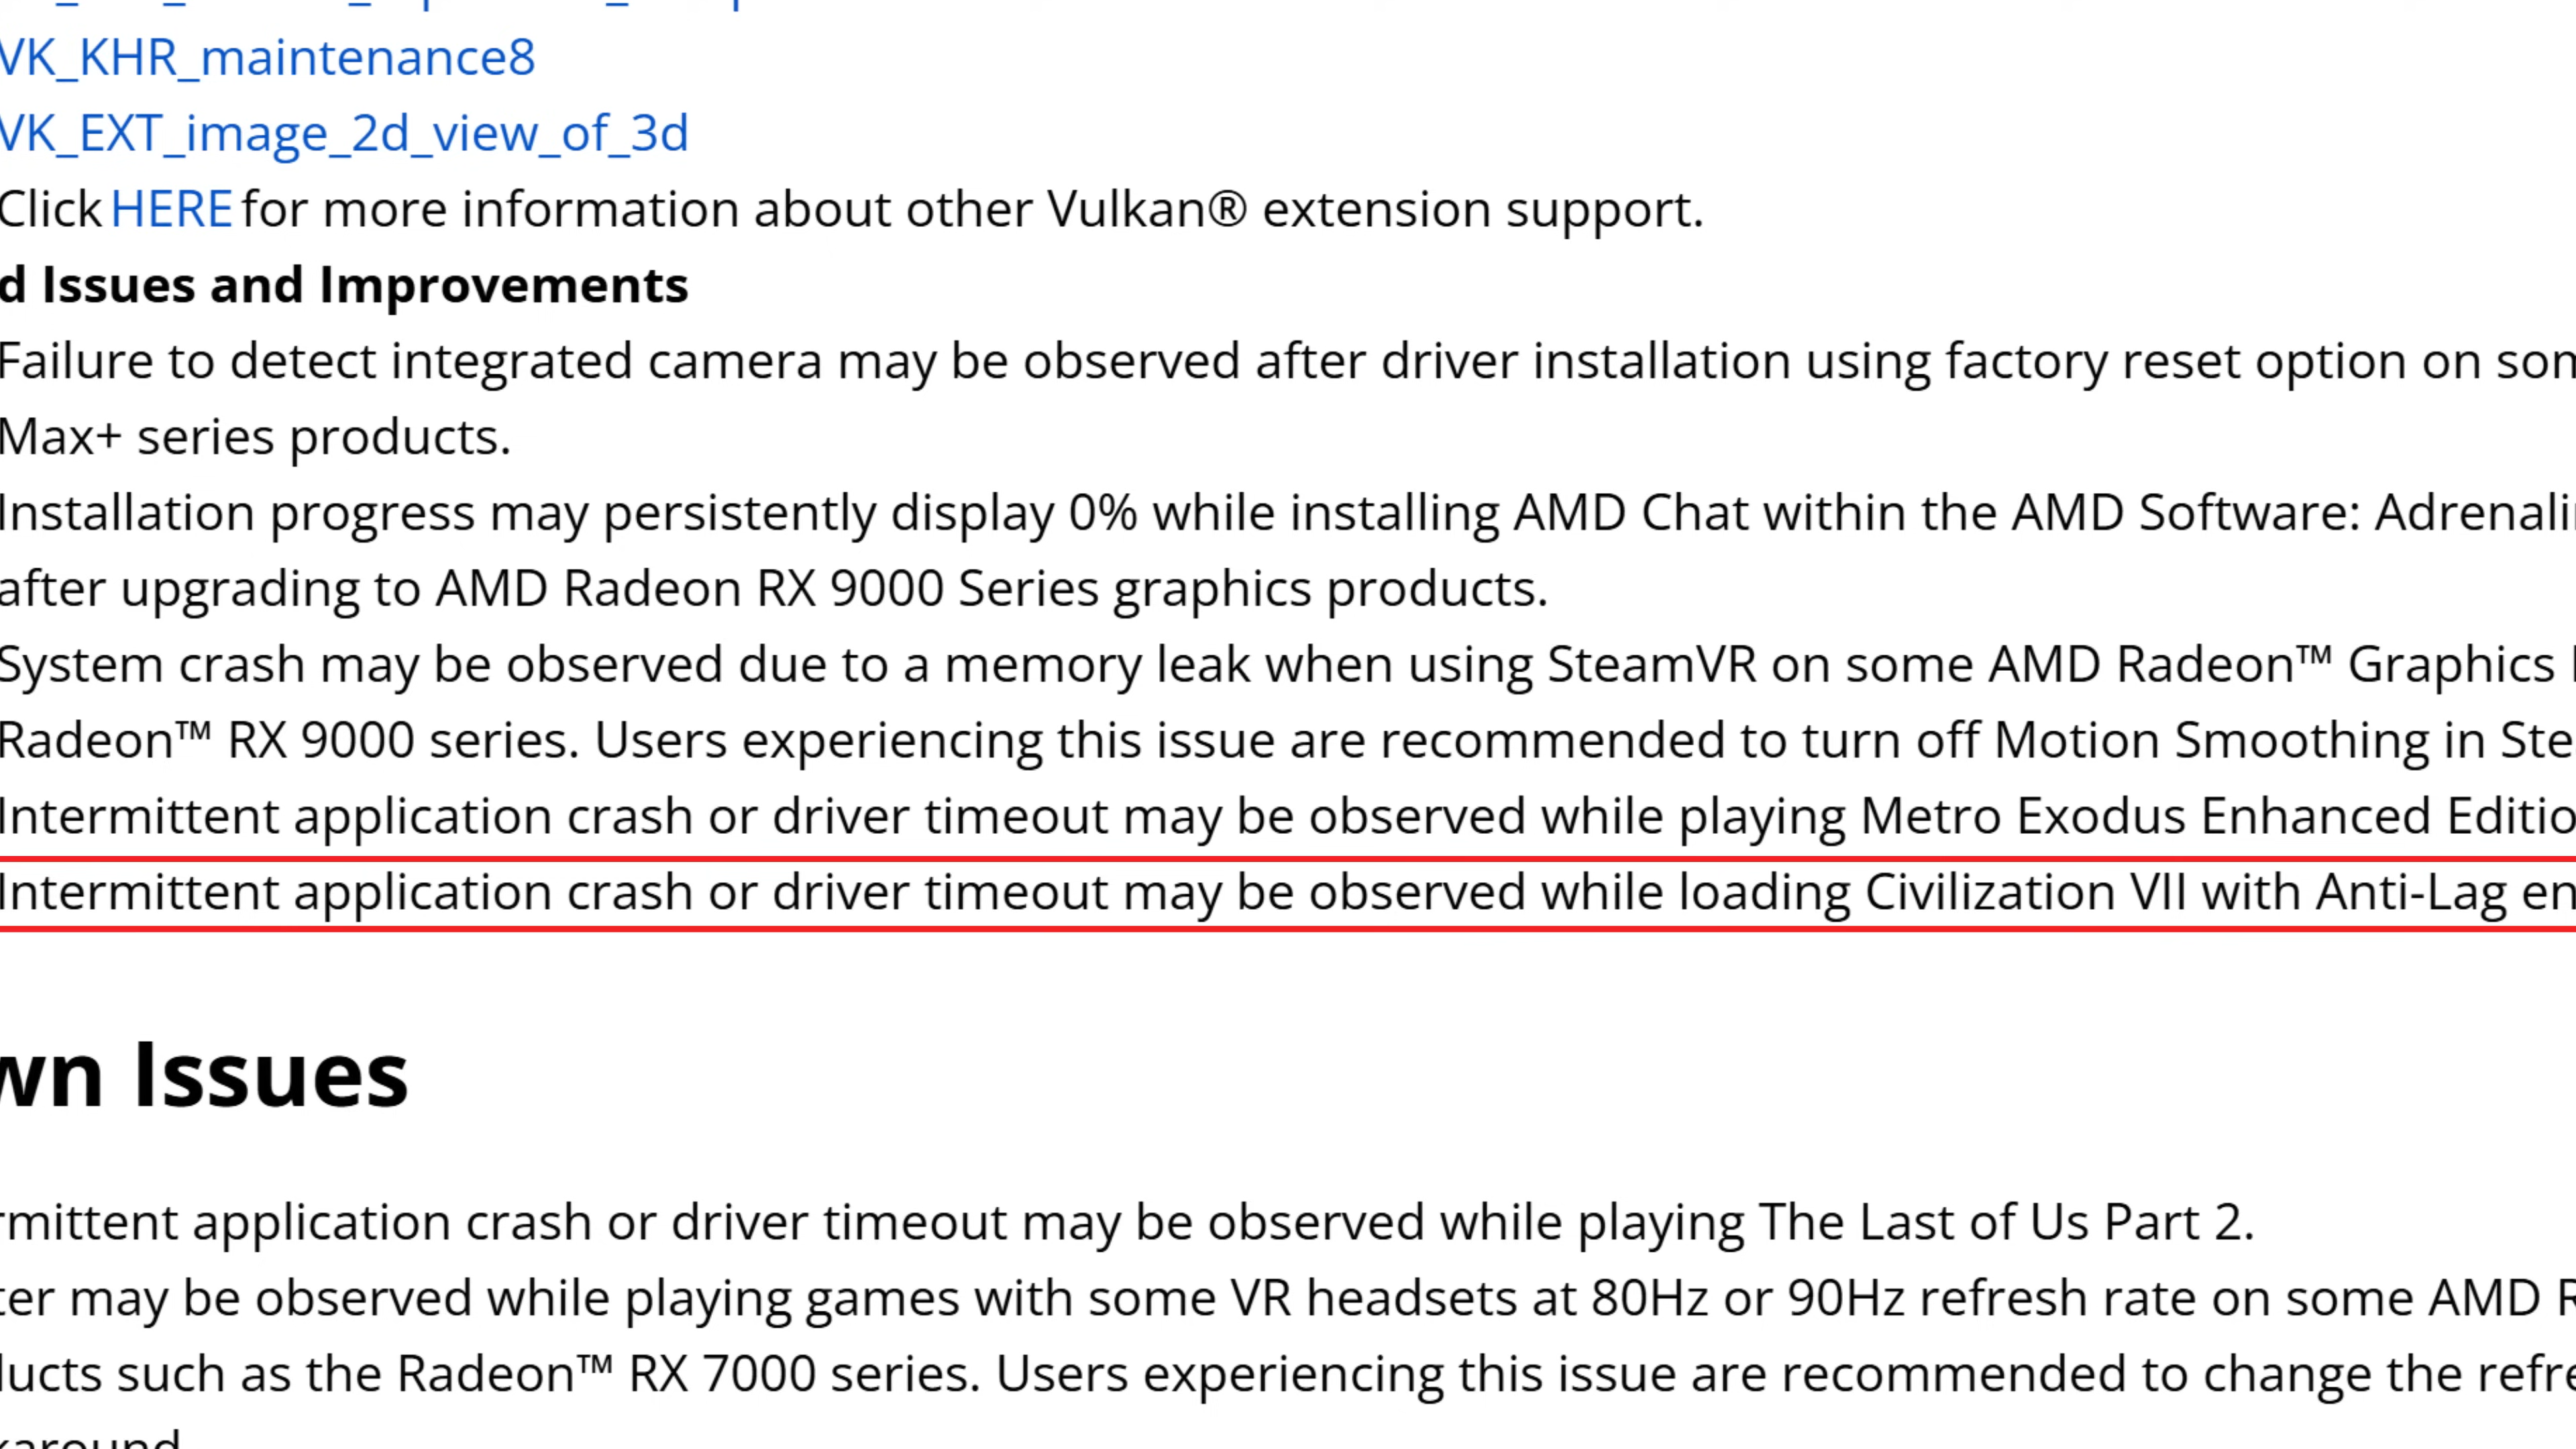 VK_KHR_maintenance8
VK_EXT_image_2d_view_of_3d
Click HERE for more information about other Vulkan® extension support.
d Issues and Improvements
Failure to detect integrated camera may be observed after driver installation using factory reset option on
Max+ series products.
Installation progress may persistently display 0% while installing AMD Chat within the AMD Software:
after upgrading to AMD Radeon RX 9000 Series graphics products.
System crash may be observed due to a memory leak when using SteamVR on some AMD Radeon™ Graphics
Radeon™ RX 9000 series. Users experiencing this issue are recommended to turn off Motion Smoothing in
Intermittent application crash or driver timeout may be observed while playing Metro Exodus Enhanced
Intermittent application crash or driver timeout may be observed while loading Civilization VII with Anti-Lag en
wn Issues
rmittent application crash or driver timeout may be observed while playing The Last of Us Part 2.
ter may be observed while playing games with some VR headsets at 80Hz or 90Hz refresh rate on some AMD
ducts such as the Radeon™ RX 7000 series. Users experiencing this issue are recommended to change the refre